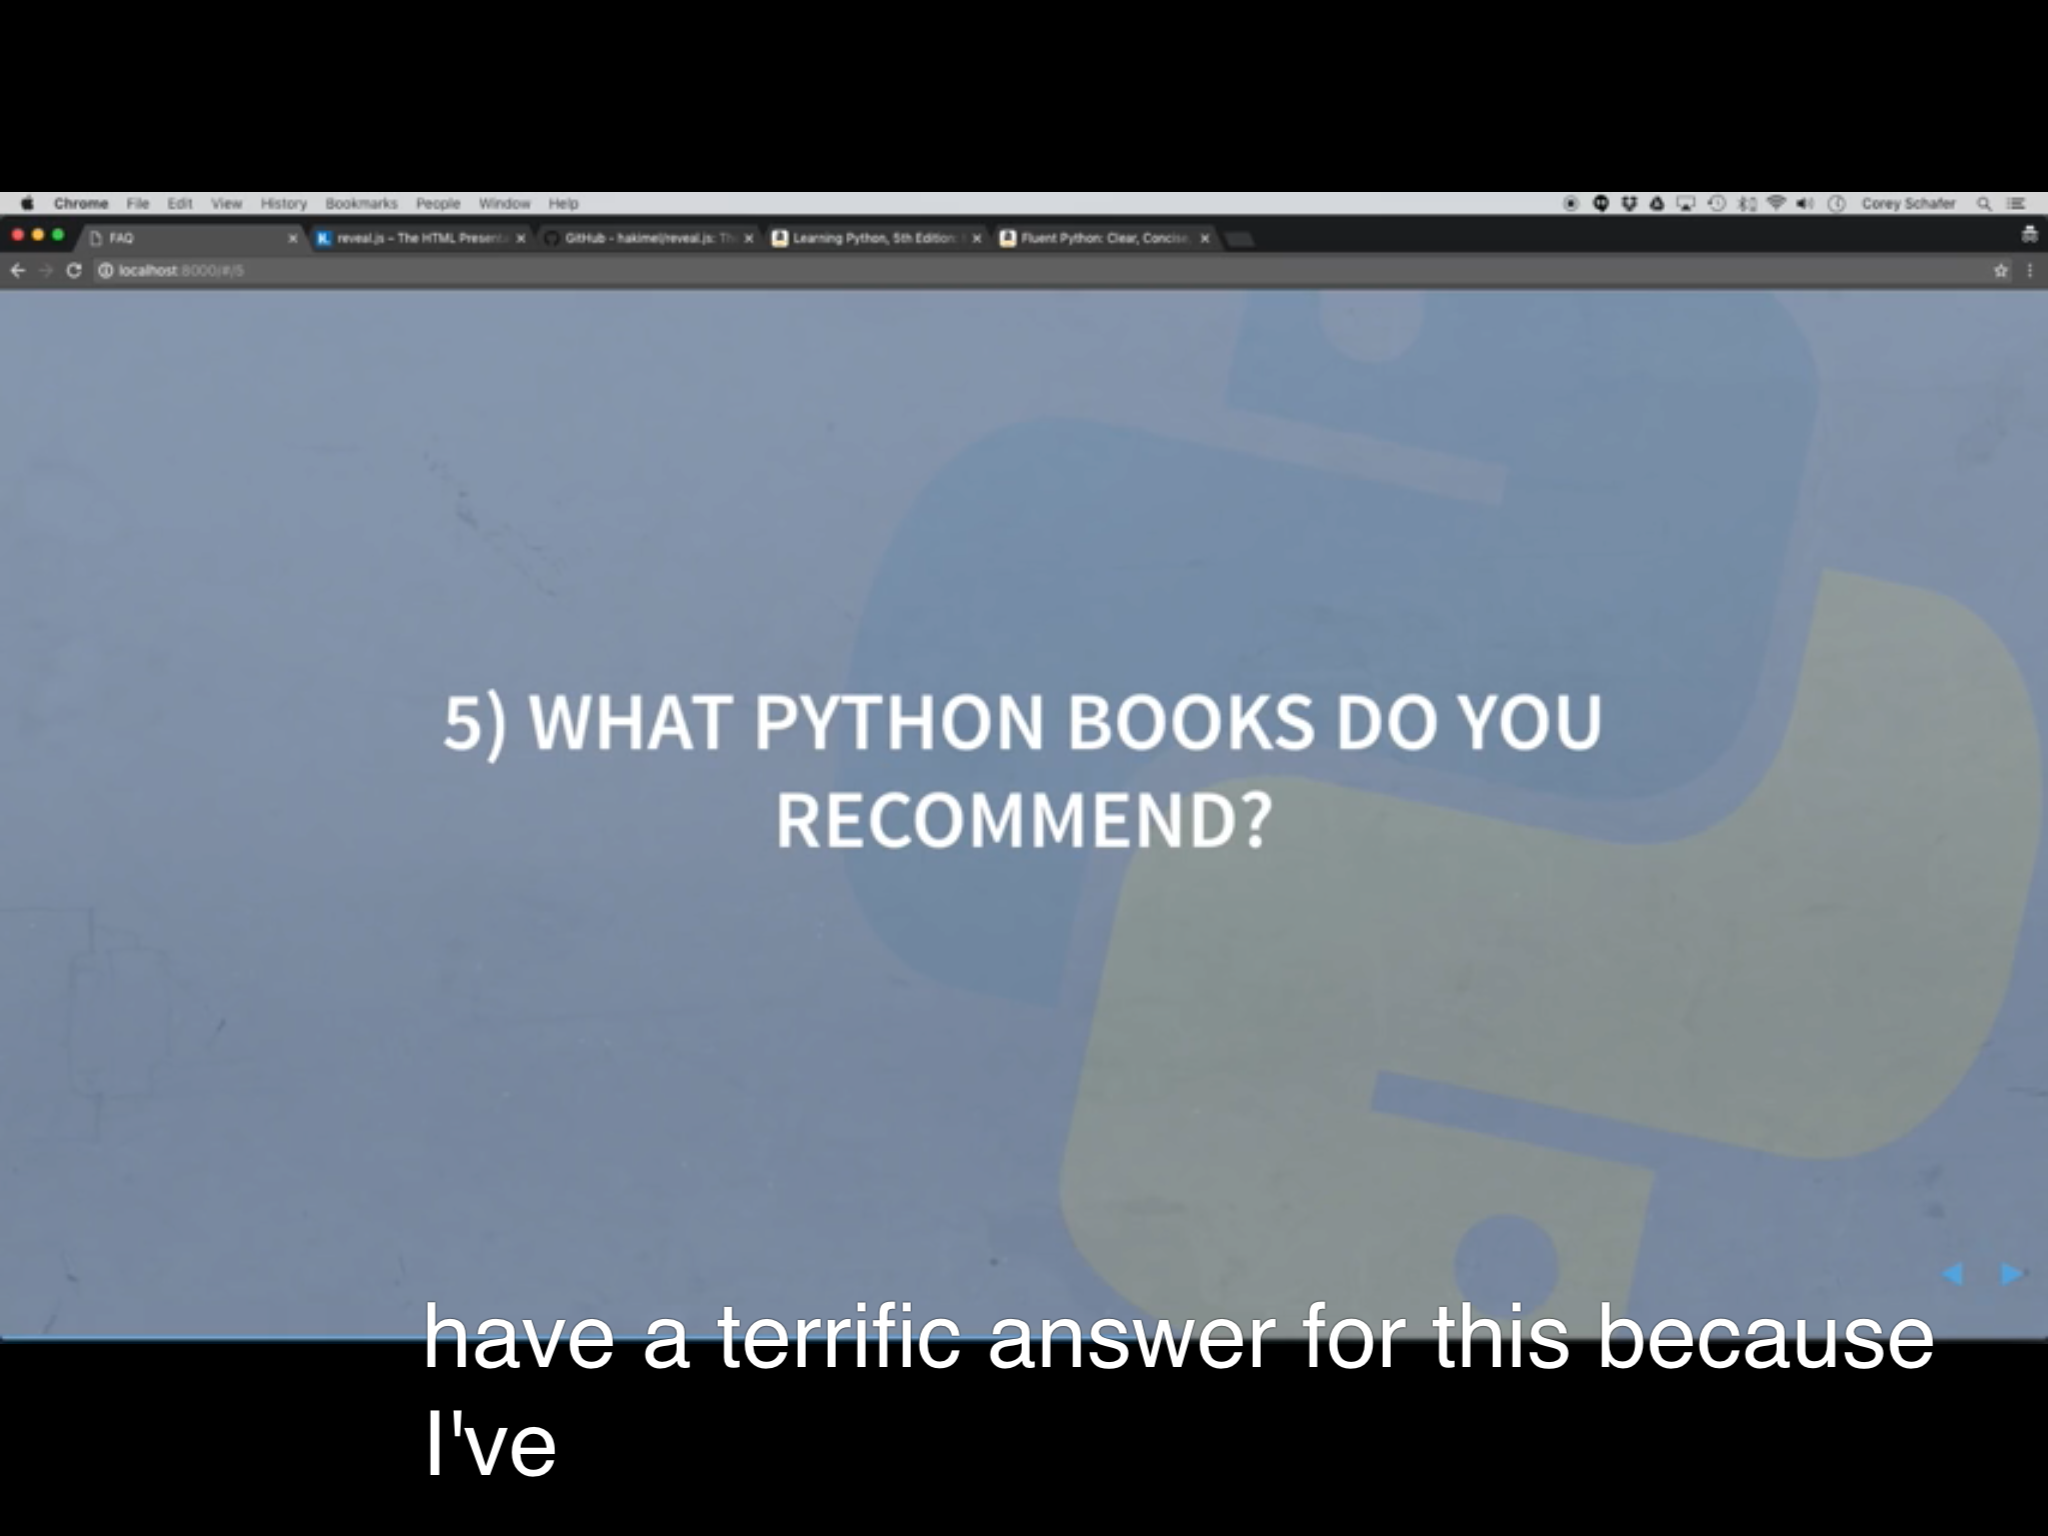 Chrome File Edit View History Bookmarks People Window Help Corey Schafer
FAQ reveal.js – The HTML Present GitHub - hakimel/reveal.js: Th Learning Python, 5th Edition: Fluent Python: Clear, Concise,
localhost:8000/#/5
5) WHAT PYTHON BOOKS DO YOU
RECOMMEND?
have a terrific answer for this because
I've